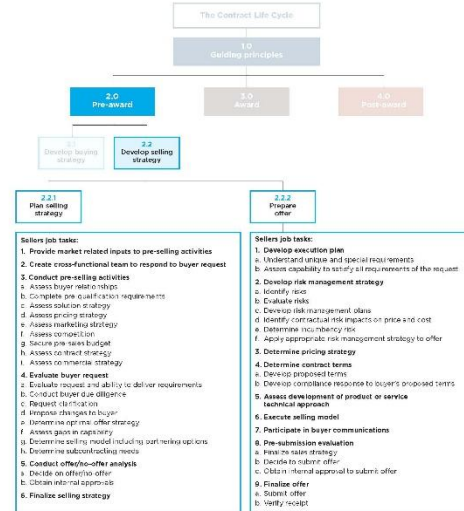 The Contract Life Cycle
1.0
Guiding principles
2.0
Pre-award
3.0
Award
4.0
Post-award
2.1
Develop buying
strategy
2.2
Develop selling
strategy
2.2.1
Plan selling
strategy
Sellers job tasks:
1. Provide market related inputs to pre-selling activities
2. Create cross-functional team to respond to buyer request
3. Conduct pre-selling activities
a. Assess buyer relationships
b. Complete pre qualification requirements
c. Assess solution strategy
d. Assess pricing strategy
e. Assess marketing strategy
f. Assess competition
g. Secure pre-sales budget
h. Assess contract strategy
i. Assess commercial strategy
4. Evaluate buyer request
a. Evaluate request and ability to deliver requirements
b. Conduct buyer due diligence
c. Request clarification
d. Propose changes to buyer
e. Determine optimal offer strategy
f. Assess gaps in capability
g. Determine selling model including partnering options
h. Determine subcontracting needs
5. Conduct offer/no-offer analysis
a. Decide on offer/no-offer
b. Obtain internal approvals
6. Finalize selling strategy
2.2.2
Prepare
offer
Sellers job tasks:
1. Develop execution plan
a. Understand unique and special requirements
b. Assess capability to satisfy all requirements of the request
2. Develop risk management strategy
a. Identify risks
b. Evaluate risks
c. Develop risk management plans
d. Identify contractual risk impacts on price and cost
e. Determine incumbency risk
f. Apply appropriate risk management strategy to offer
3. Determine pricing strategy
4. Determine contract terms
a. Develop proposed terms
b. Develop compliance response to buyer's proposed terms
5. Assess development of product or service
technical approach
6. Execute selling model
7. Participate in buyer communications
8. Pre-submission evaluation
a. Finalize sales strategy
b. Decide to submit offer
c. Obtain internal approval to submit offer
9. Finalize offer
a. Submit offer
b. Verify receipt